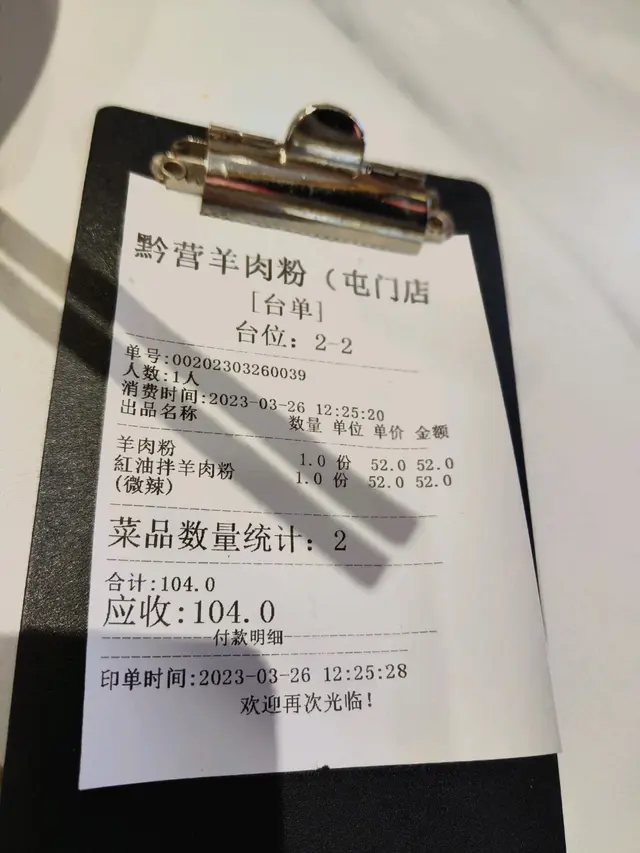 黔营羊肉粉（屯门店
[台单]
台位：2-2
单号:00202303260039
人数:1人
消费时间:2023-03-26 12:25:20
出品名称 数量 单位 单价 金额
羊肉粉 1.0 份 52.0 52.0
紅油拌羊肉粉 1.0 份 52.0 52.0
(微辣)
菜品数量统计：2
合计:104.0
应收:104.0
付款明细
印单时间:2023-03-26 12:25:28
欢迎再次光临!